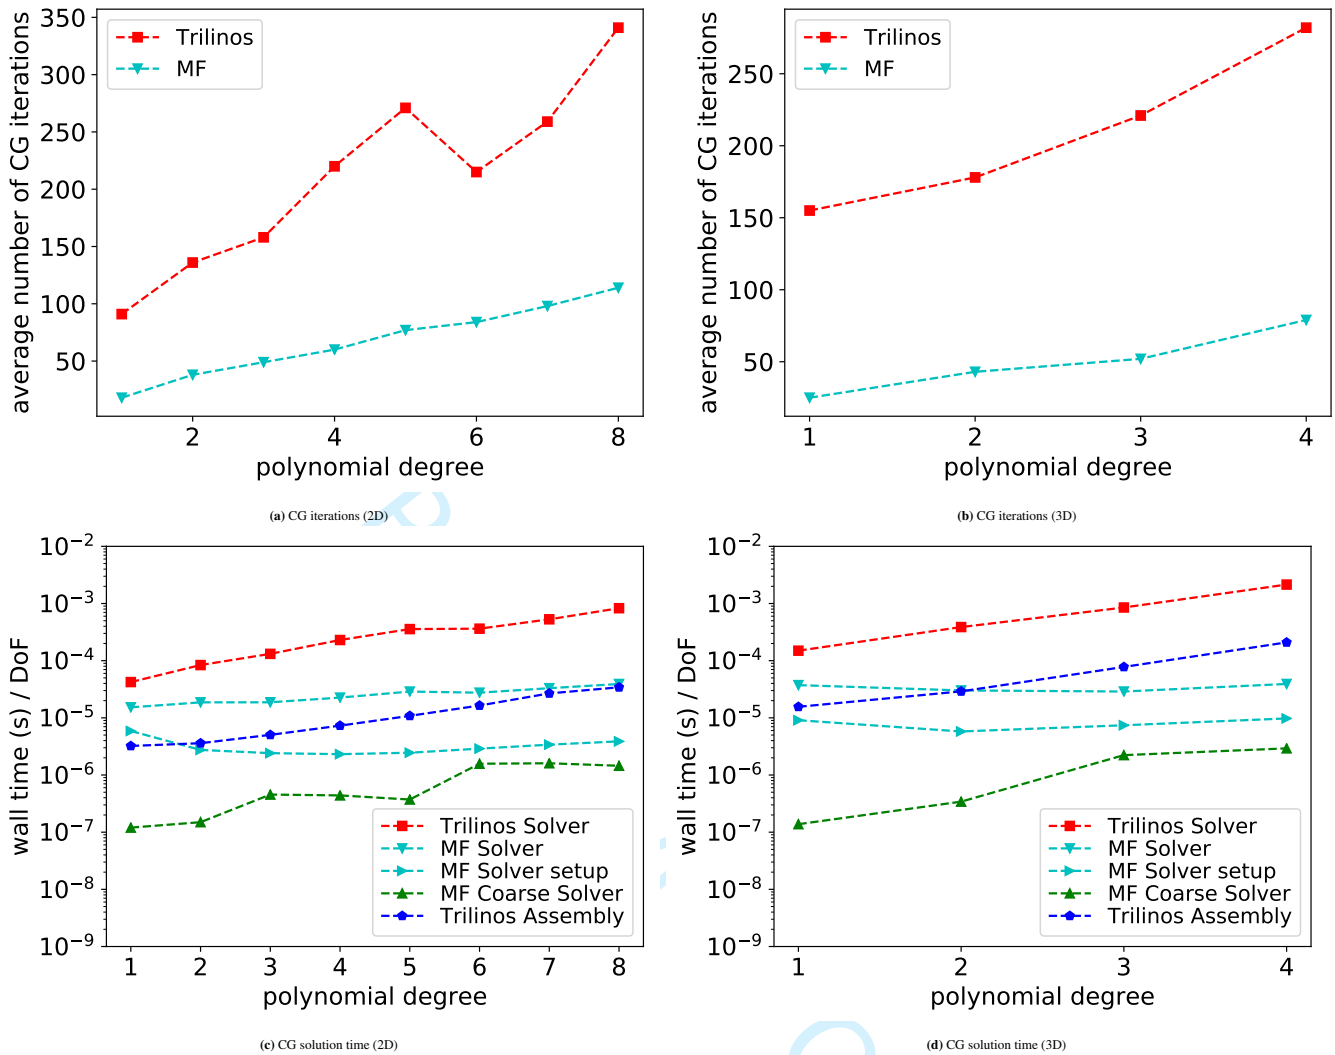 350
300
250
200
150
100
50
average number of CG iterations
Trilinos
MF
2
4
6
8
polynomial degree
(a) CG iterations (2D)
250
200
150
100
50
average number of CG iterations
Trilinos
MF
1
2
3
4
polynomial degree
(b) CG iterations (3D)
10−2
10−3
10−4
10−5
10−6
10−7
10−8
10−9
wall time (s) / DoF
Trilinos Solver
MF Solver
MF Solver setup
MF Coarse Solver
Trilinos Assembly
1
2
3
4
5
6
7
8
polynomial degree
(c) CG solution time (2D)
10−2
10−3
10−4
10−5
10−6
10−7
10−8
10−9
wall time (s) / DoF
Trilinos Solver
MF Solver
MF Solver setup
MF Coarse Solver
Trilinos Assembly
1
2
3
4
polynomial degree
(d) CG solution time (3D)